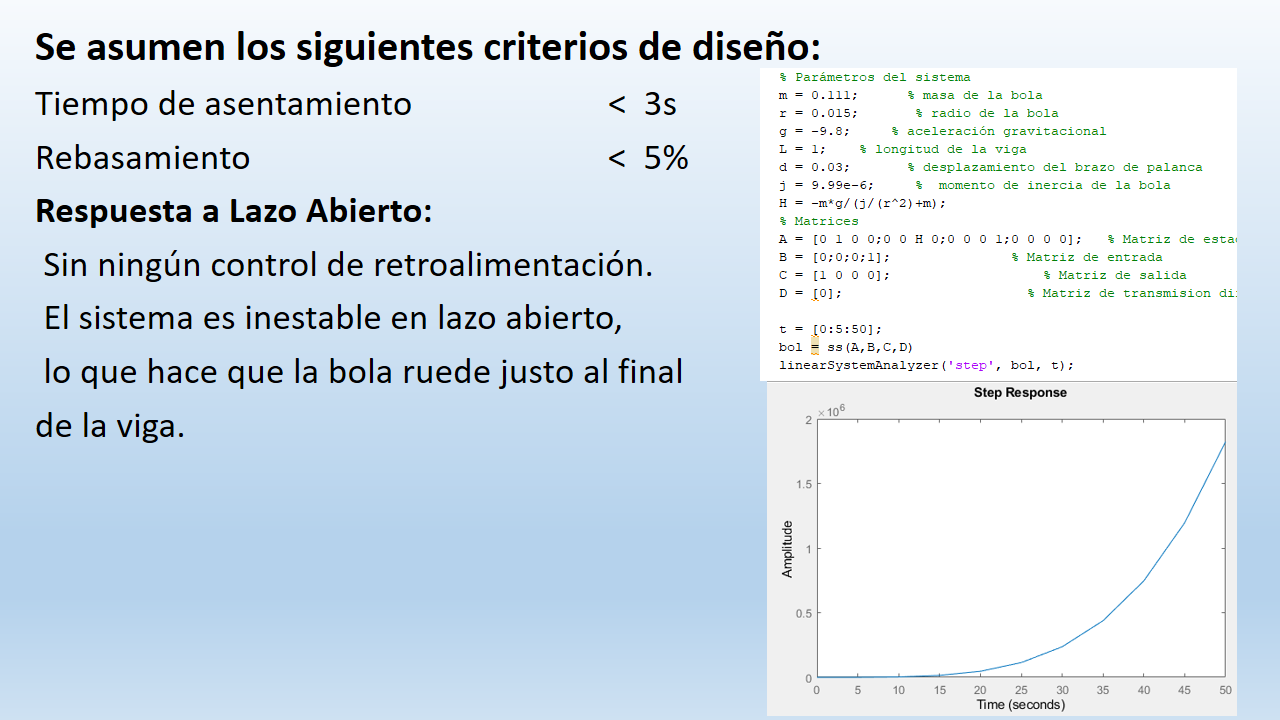 Se asumen los siguientes criterios de diseño:
Tiempo de asentamiento < 3s
Rebasamiento < 5%
Respuesta a Lazo Abierto:
Sin ningún control de retroalimentación.
El sistema es inestable en lazo abierto,
lo que hace que la bola ruede justo al final
de la viga.
% Parámetros del sistema
m = 0.111; % masa de la bola
r = 0.015; % radio de la bola
g = -9.8; % aceleración gravitacional
L = 1; % longitud de la viga
d = 0.03; % desplazamiento del brazo de palanca
j = 9.99e-6; % momento de inercia de la bola
H = -m*g/(j/(r^2)+m);
% Matrices
A = [0 1 0 0;0 0 H 0;0 0 0 1;0 0 0 0]; % Matriz de esta
B = [0;0;0;1]; % Matriz de entrada
C = [1 0 0 0]; % Matriz de salida
D = [0]; % Matriz de transmision di
t = [0:5:50];
bol = ss(A,B,C,D)
linearSystemAnalyzer('step', bol, t);
Step Response
×10^6
2
1.5
1
0.5
0
Amplitude
0 5 10 15 20 25 30 35 40 45 50
Time (seconds)